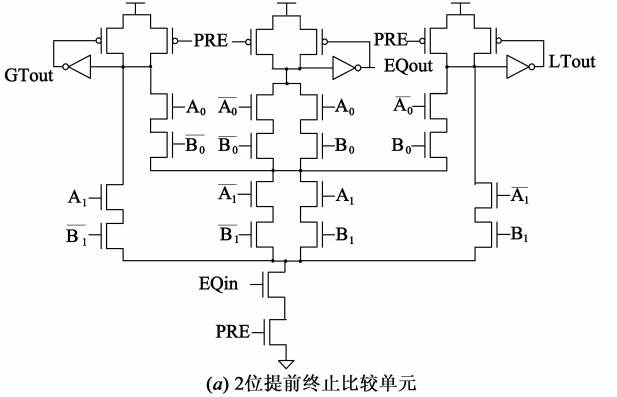 PRE PRE
GTout EQout LTout
A₀ A̅₀ A₀ A̅₀
B̅₀ B̅₀ B₀ B₀
A₁ A̅₁ A₁ A̅₁
B̅₁ B̅₁ B₁ B₁
EQin
PRE
(a) 2位提前终止比较单元